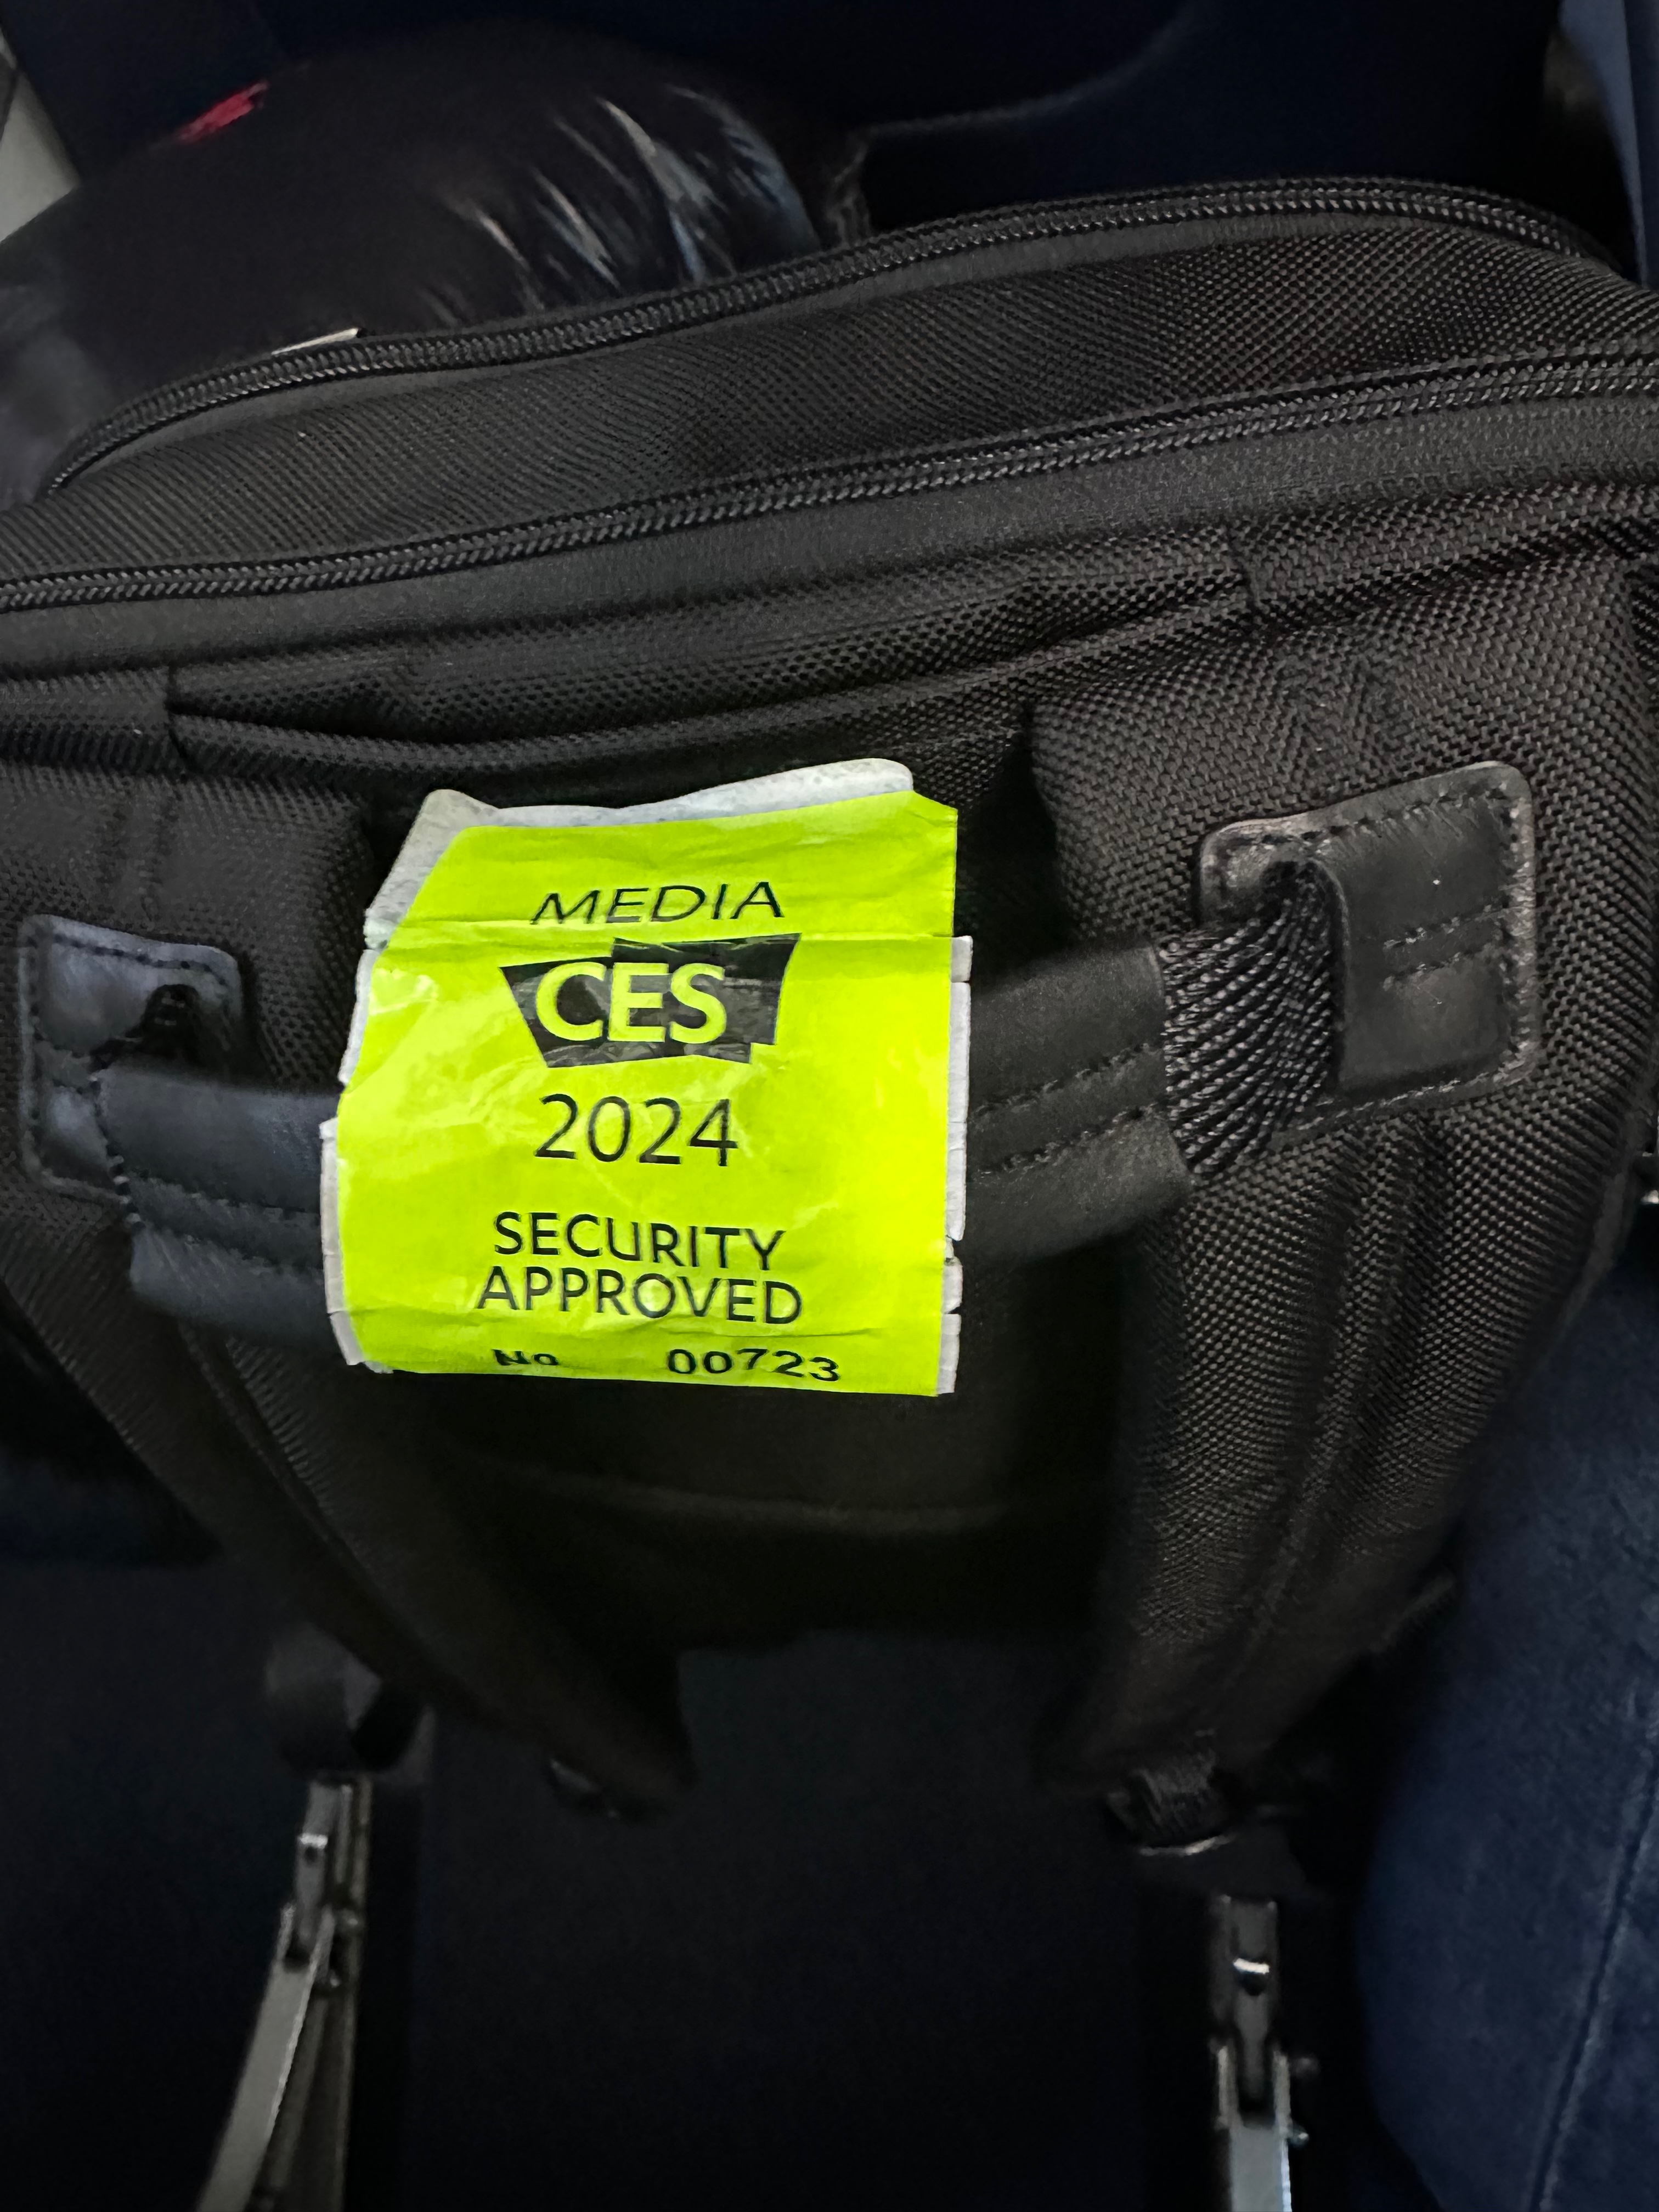 MEDIA
CES
2024
SECURITY
APPROVED
No 00723